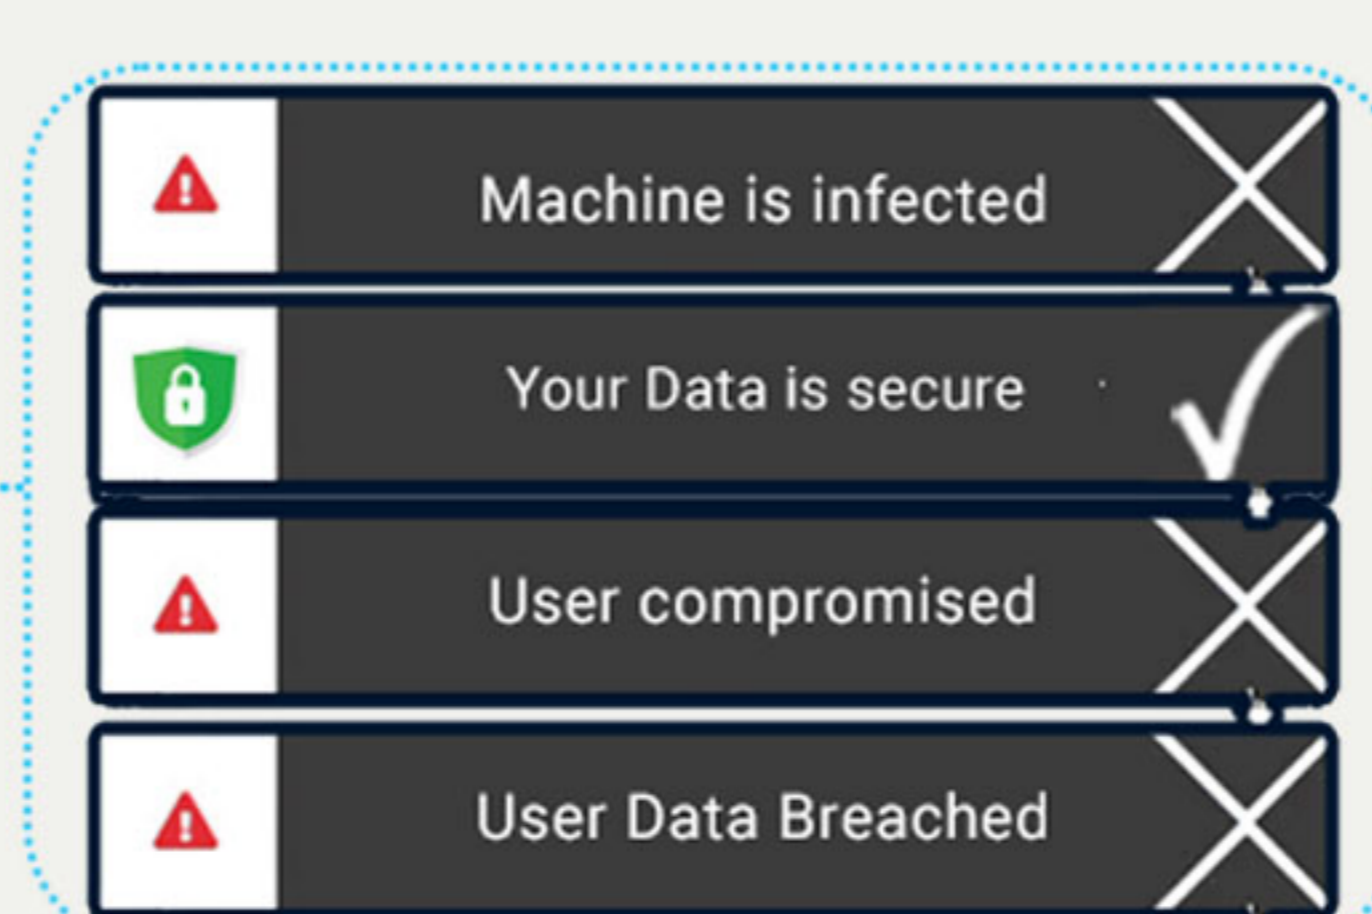 Machine is infected
Your Data is secure
User compromised
User Data Breached